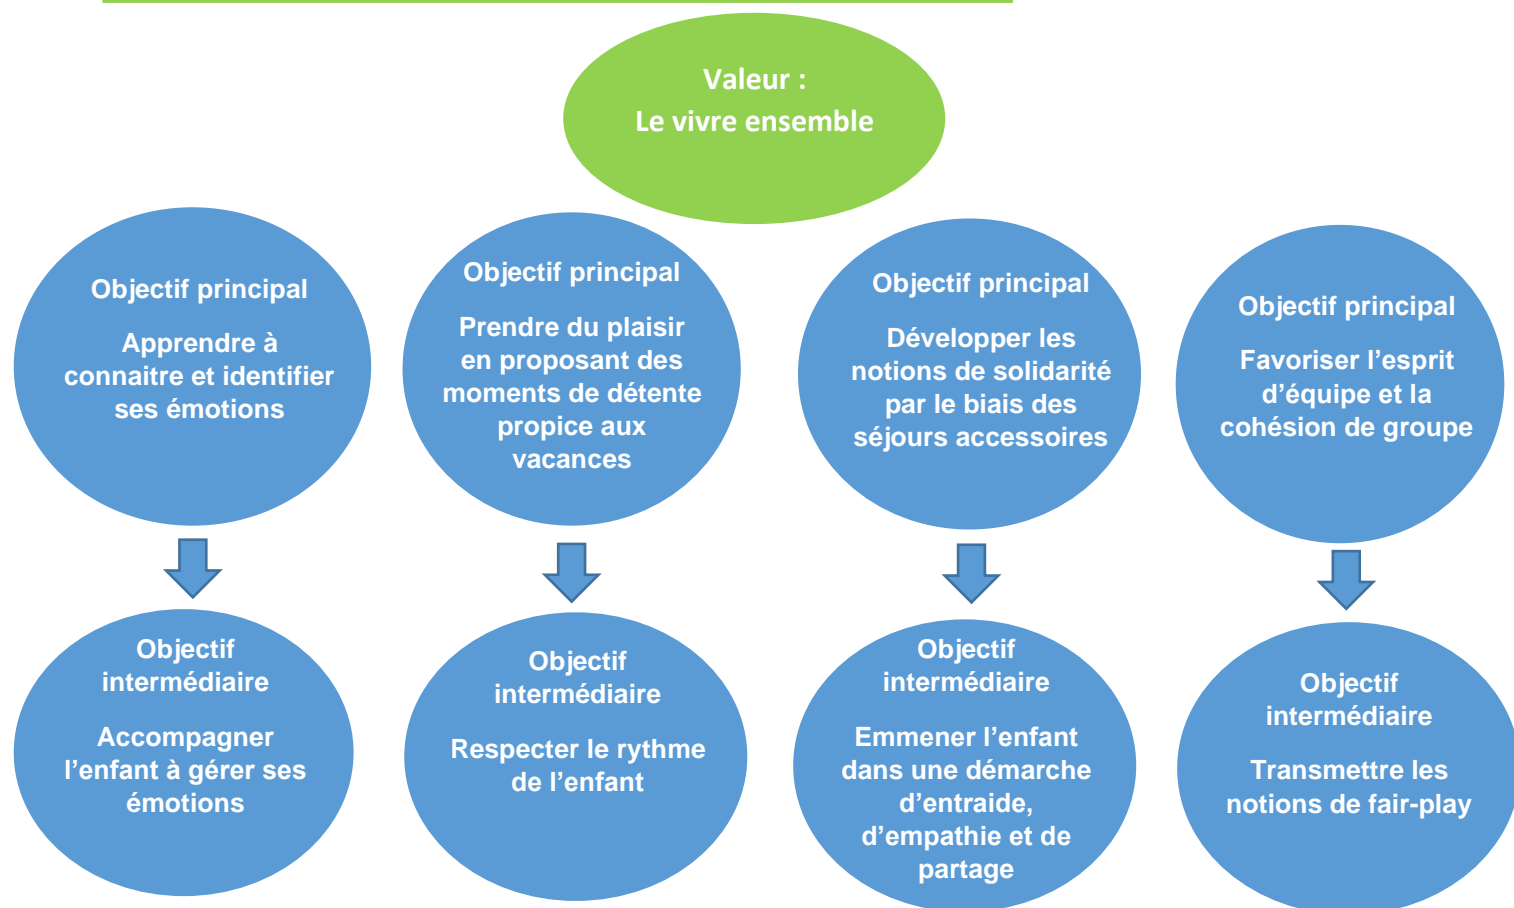 Valeur :
Le vivre ensemble
Objectif principal
Apprendre à
connaitre et identifier
ses émotions
Objectif principal
Prendre du plaisir
en proposant des
moments de détente
propice aux
vacances
Objectif principal
Développer les
notions de solidarité
par le biais des
séjours accessoires
Objectif principal
Favoriser l’esprit
d’équipe et la
cohésion de groupe
Objectif
intermédiaire
Accompagner
l’enfant à gérer ses
émotions
Objectif
intermédiaire
Respecter le rythme
de l’enfant
Objectif
intermédiaire
Emmener l’enfant
dans une démarche
d’entraide,
d’empathie et de
partage
Objectif
intermédiaire
Transmettre les
notions de fair-play